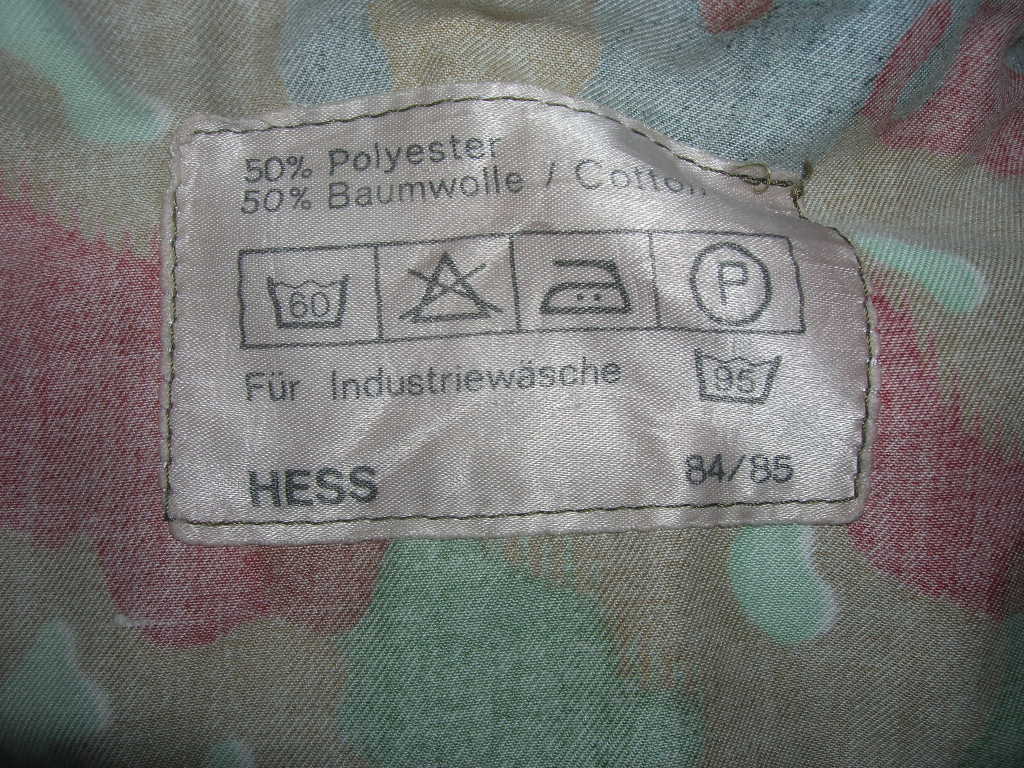 50% Polyester
50% Baumwolle / Cotton
60 P
Für Industriewäsche 95
HESS 84/85